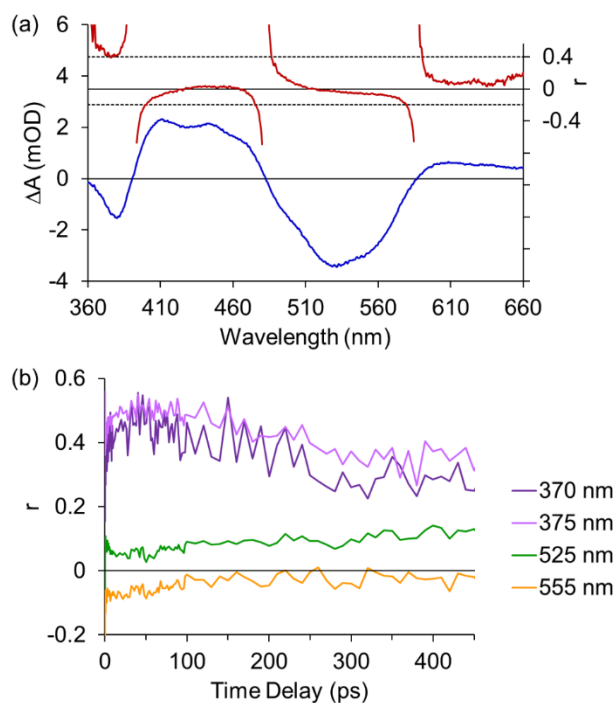 (a)
6
4
2
0
-2
-4
ΔA (mOD)
0.4
0
-0.4
r
360 410 460 510 560 610 660
Wavelength (nm)
(b)
0.6
0.4
0.2
0
-0.2
r
0 100 200 300 400
Time Delay (ps)
370 nm
375 nm
525 nm
555 nm